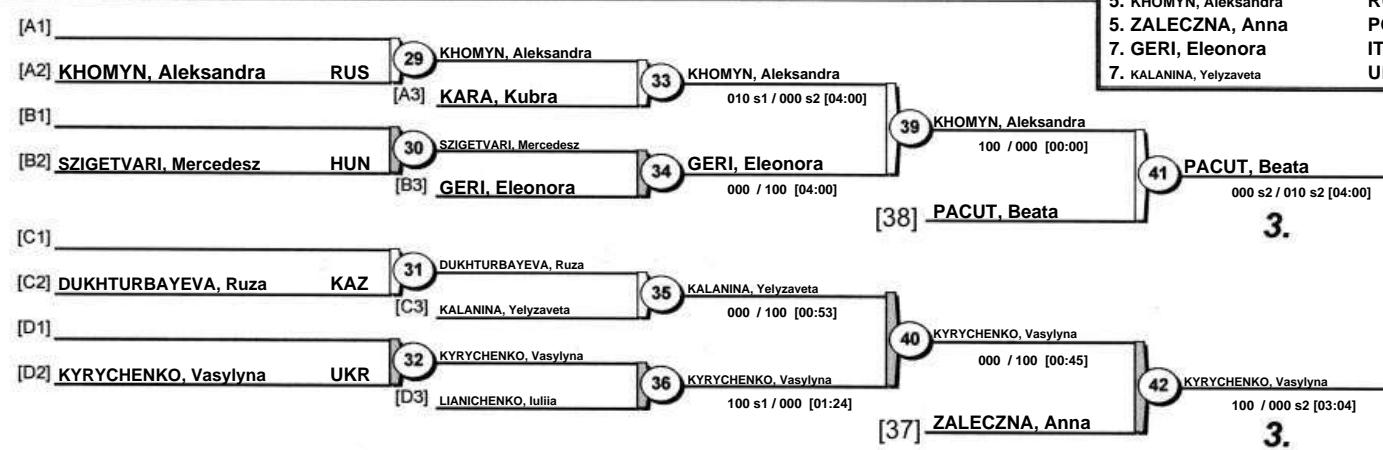 5. KHOMYN, Aleksandra
5. ZALECZNA, Anna
7. GERI, Eleonora IT
7. KALANINA, Yelyzaveta
[A1]
[A2] KHOMYN, Aleksandra RUS
29
KHOMYN, Aleksandra
[A3] KARA, Kubra
33
KHOMYN, Aleksandra
010 s1 / 000 s2 [04:00]
[B1]
[B2] SZIGETVARI, Mercedesz HUN
30
SZIGETVARI, Mercedesz
[B3] GERI, Eleonora
34
GERI, Eleonora
000 / 100 [04:00]
39
KHOMYN, Aleksandra
100 / 000 [00:00]
[38] PACUT, Beata
41
PACUT, Beata
000 s2 / 010 s2 [04:00]
3.
[C1]
[C2] DUKHTURBAYEVA, Ruza KAZ
31
DUKHTURBAYEVA, Ruza
[C3] KALANINA, Yelyzaveta
35
KALANINA, Yelyzaveta
000 / 100 [00:53]
[D1]
[D2] KYRYCHENKO, Vasylyna UKR
32
KYRYCHENKO, Vasylyna
[D3] LIANICHENKO, Iuliia
36
KYRYCHENKO, Vasylyna
100 s1 / 000 [01:24]
40
KYRYCHENKO, Vasylyna
000 / 100 [00:45]
[37] ZALECZNA, Anna
42
KYRYCHENKO, Vasylyna
100 / 000 s2 [03:04]
3.